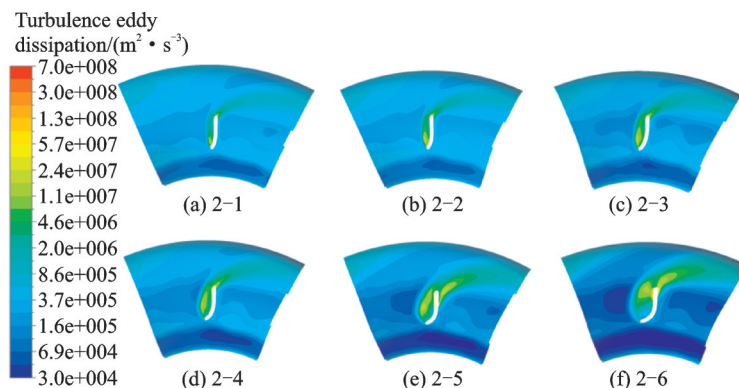 Turbulence eddy
dissipation/(m² • s⁻³)
7.0e+008
3.0e+008
1.3e+008
5.7e+007
2.4e+007
1.1e+007
4.6e+006
2.0e+006
8.6e+005
3.7e+005
1.6e+005
6.9e+004
3.0e+004
(a) 2−1
(b) 2−2
(c) 2−3
(d) 2−4
(e) 2−5
(f) 2−6